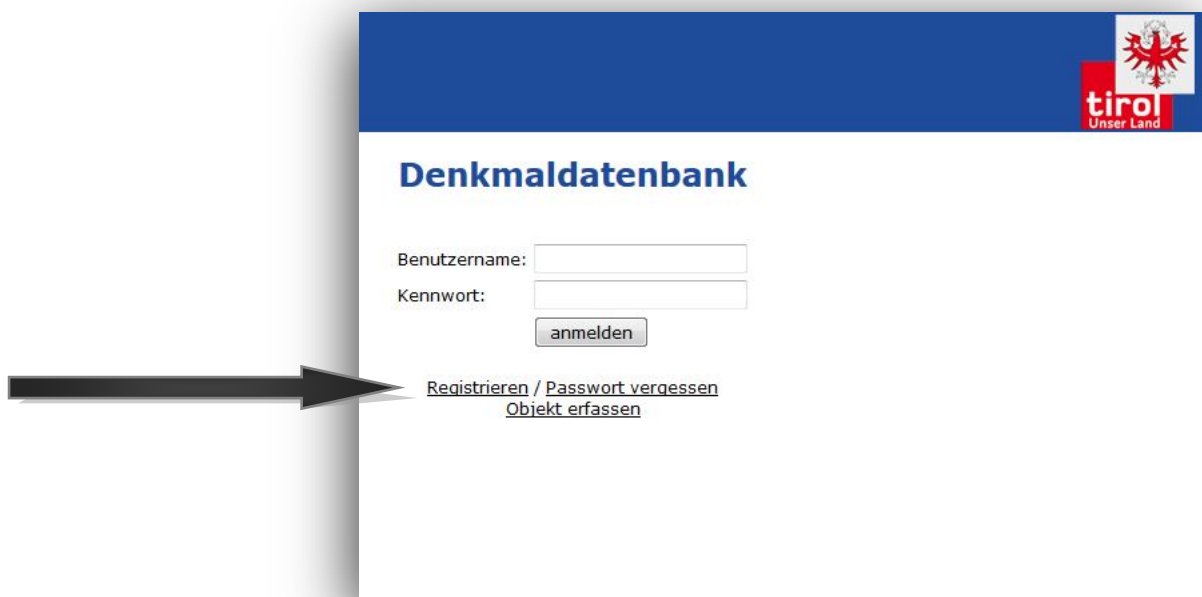 tirol
Unser Land
Denkmaldatenbank
Benutzername:
Kennwort:
anmelden
Registrieren / Passwort vergessen
Objekt erfassen